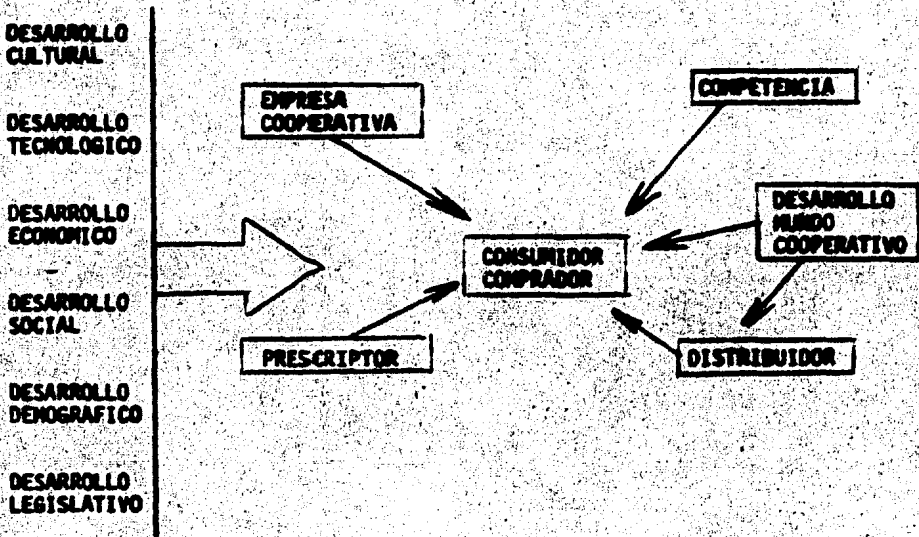 DESARROLLO
CULTURAL
DESARROLLO
TECNOLOGICO
DESARROLLO
ECONOMICO
DESARROLLO
SOCIAL
DESARROLLO
DEMOGRAFICO
DESARROLLO
LEGISLATIVO
EMPRESA
COOPERATIVA
PRESCRIPTOR
CONSUMIDOR
COMPRADOR
COMPETENCIA
DESARROLLO
MUNDO
COOPERATIVO
DISTRIBUIDOR